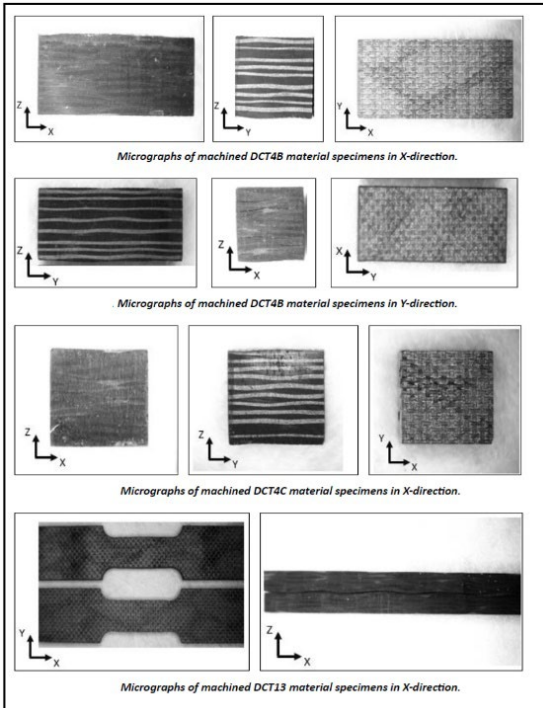 Z
X
Z
Y
Y
X
Micrographs of machined DCT4B material specimens in X-direction.
Z
Y
Z
X
X
Y
Micrographs of machined DCT4B material specimens in Y-direction.
Z
X
Z
Y
Y
X
Micrographs of machined DCT4C material specimens in X-direction.
Y
X
Z
X
Micrographs of machined DCT13 material specimens in X-direction.